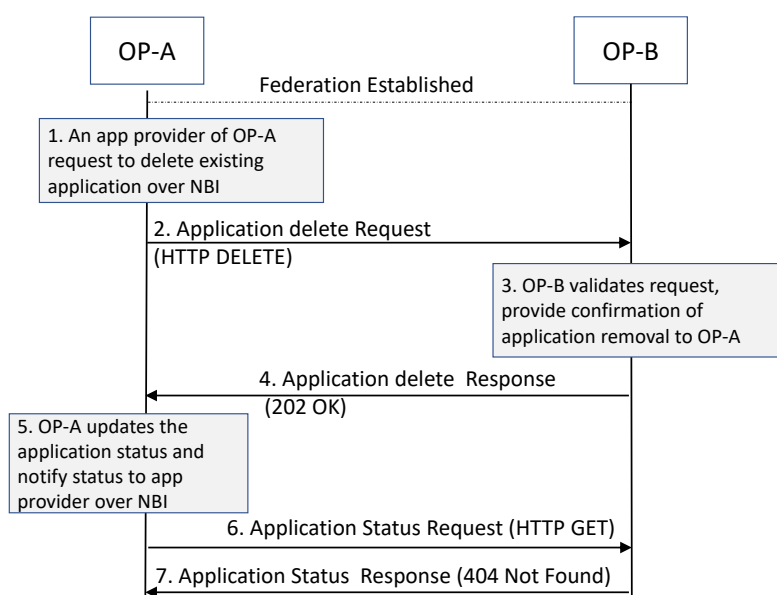 OP-A
OP-B
Federation Established
1. An app provider of OP-A
request to delete existing
application over NBI
2. Application delete Request
(HTTP DELETE)
3. OP-B validates request,
provide confirmation of
application removal to OP-A
4. Application delete  Response
(202 OK)
5. OP-A updates the
application status and
notify status to app
provider over NBI
6. Application Status Request (HTTP GET)
7. Application Status  Response (404 Not Found)